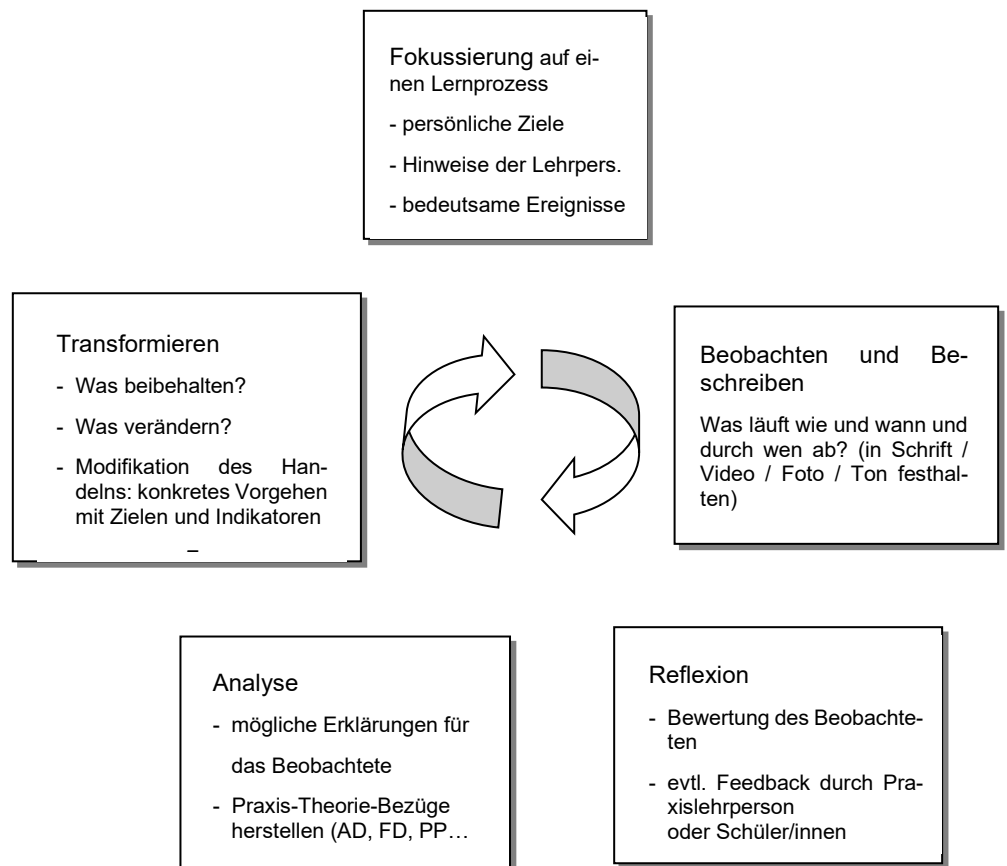 Fokussierung auf ei-
nen Lernprozess
- persönliche Ziele
- Hinweise der Lehrpers.
- bedeutsame Ereignisse
Transformieren
- Was beibehalten?
- Was verändern?
- Modifikation des Han-
delns: konkretes Vorgehen
mit Zielen und Indikatoren
–
Beobachten und Be-
schreiben
Was läuft wie und wann und
durch wen ab? (in Schrift /
Video / Foto / Ton festhal-
ten)
Analyse
- mögliche Erklärungen für
das Beobachtete
- Praxis-Theorie-Bezüge
herstellen (AD, FD, PP…
Reflexion
- Bewertung des Beobachte-
ten
- evtl. Feedback durch Pra-
xislehrperson
oder Schüler/innen